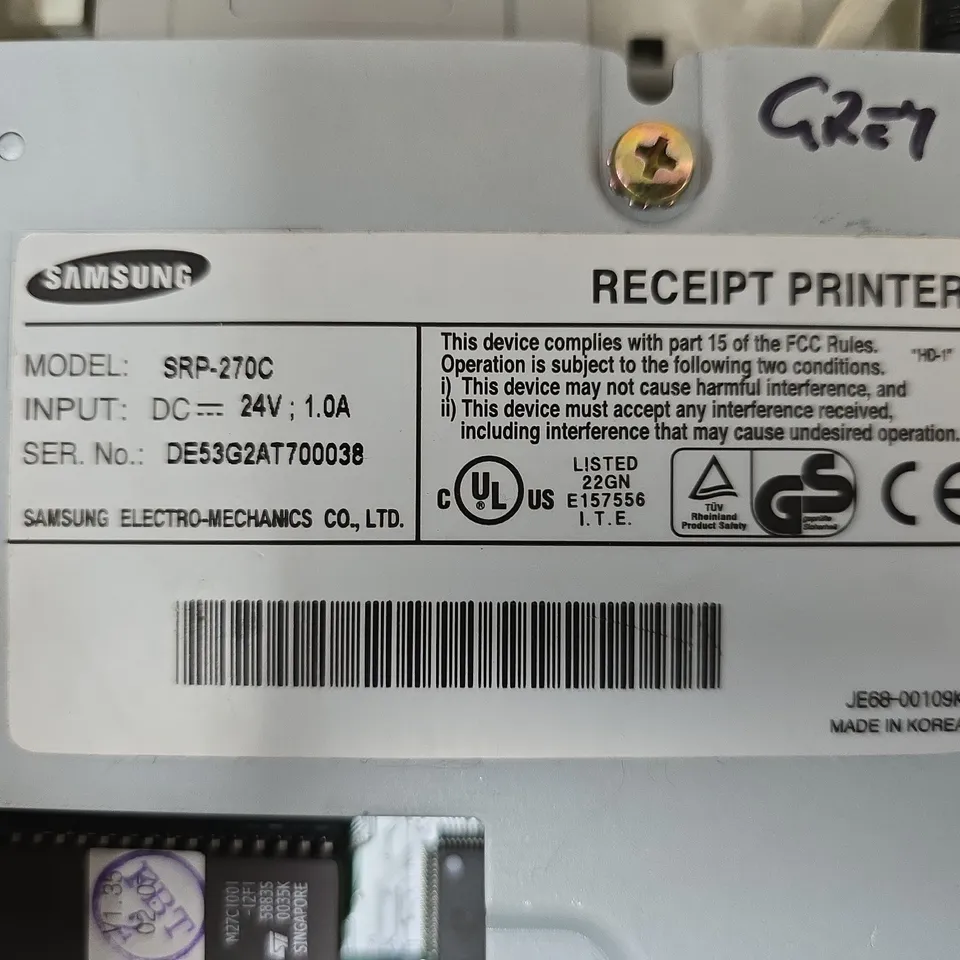 GREY
SAMSUNG
RECEIPT PRINTER
MODEL: SRP-270C
INPUT: DC 24V ; 1.0A
SER. No.: DE53G2AT700038
SAMSUNG ELECTRO-MECHANICS CO., LTD.
This device complies with part 15 of the FCC Rules.
Operation is subject to the following two conditions.
"HD-1"
i) This device may not cause harmful interference, and
ii) This device must accept any interference received,
including interference that may cause undesired operation.
C UL ® US
LISTED
22GN
E157556
I.T.E.
TÜV
Rheinland
Product Safety
GS
geprüfte
Sicherheit
CE
JE68-00109K
MADE IN KOREA
V1.35
M27C1001
-12F1
5883S
0035K
ST
SINGAPORE